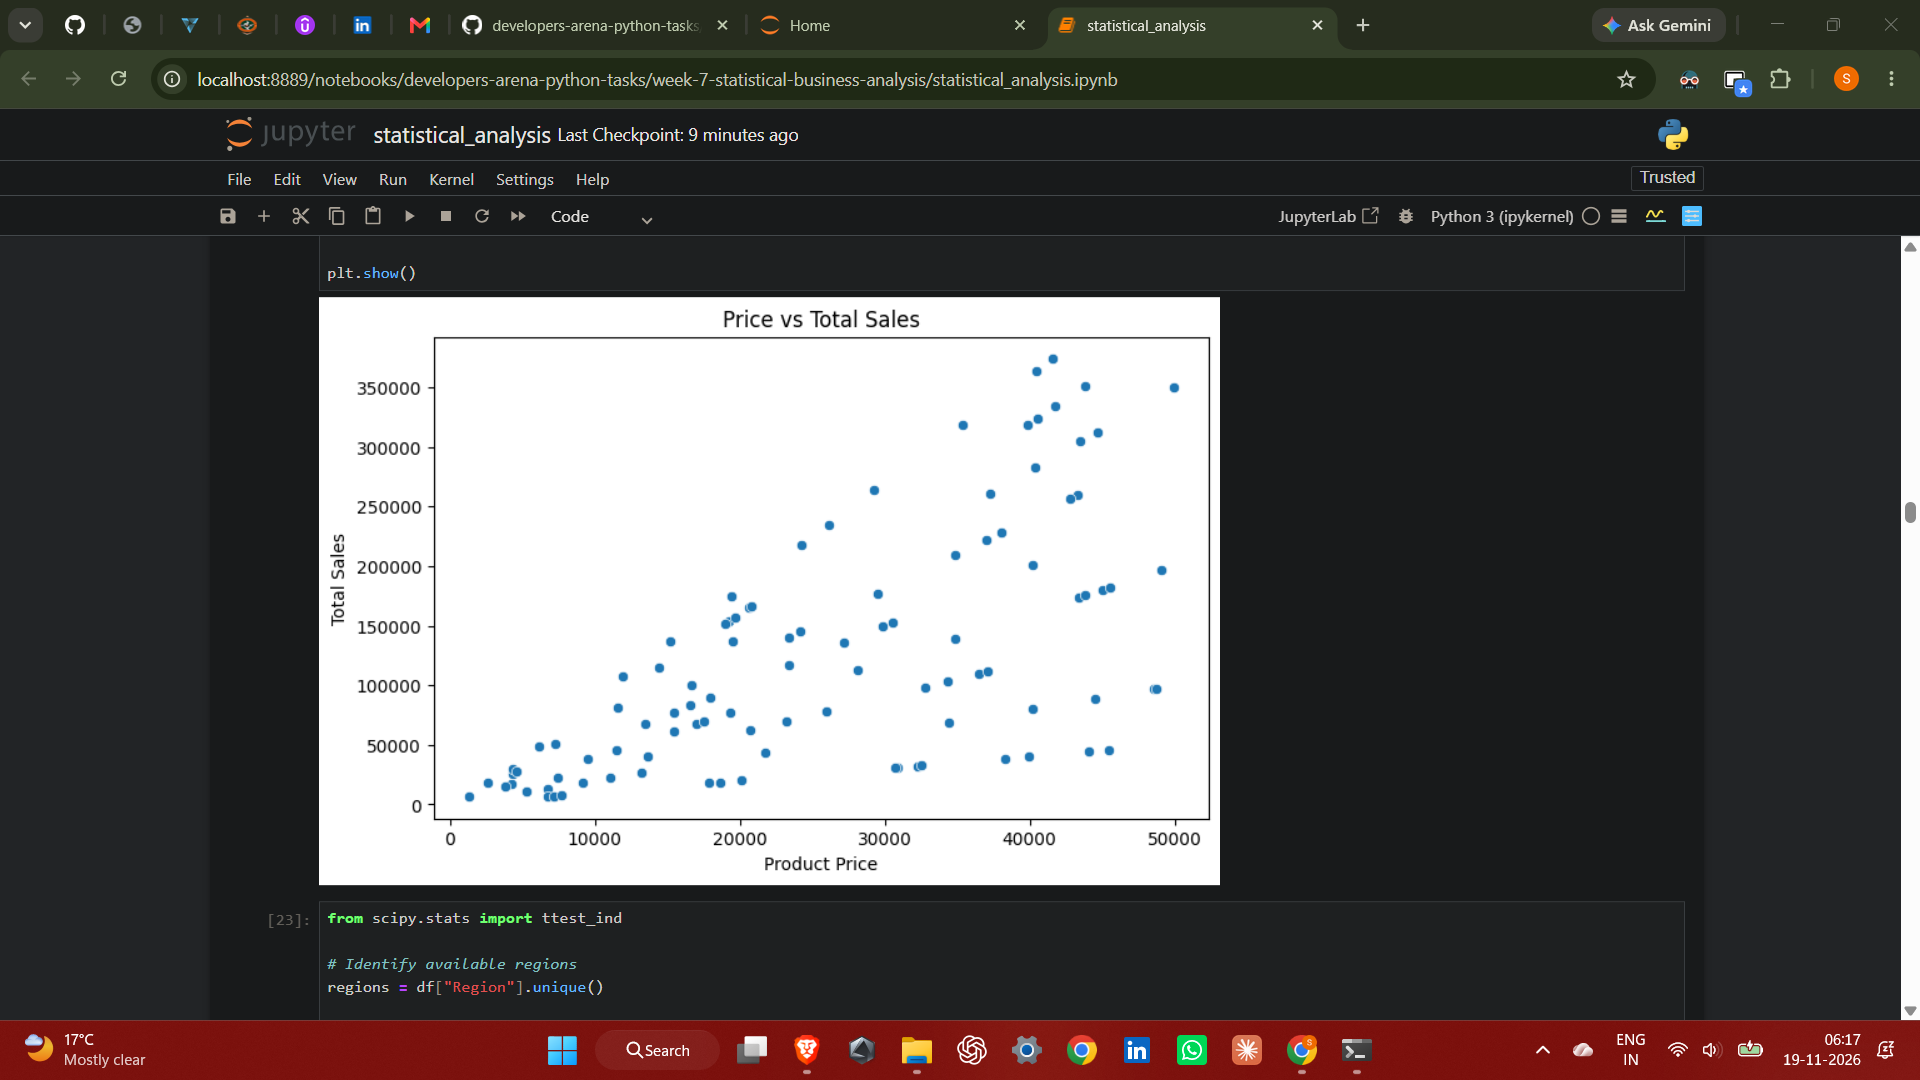 developers-arena-python-tasks
Home
statistical_analysis
Ask Gemini
localhost:8889/notebooks/developers-arena-python-tasks/week-7-statistical-business-analysis/statistical_analysis.ipynb
S
jupyter statistical_analysis Last Checkpoint: 9 minutes ago
File Edit View Run Kernel Settings Help
Trusted
Code
JupyterLab
Python 3 (ipykernel)
plt.show()
Price vs Total Sales
350000
300000
250000
200000
150000
100000
50000
0
Total Sales
0 10000 20000 30000 40000 50000
Product Price
[23]:
from scipy.stats import ttest_ind
# Identify available regions
regions = df["Region"].unique()
17°C
Mostly clear
Search
ENG
IN
06:17
19-11-2026